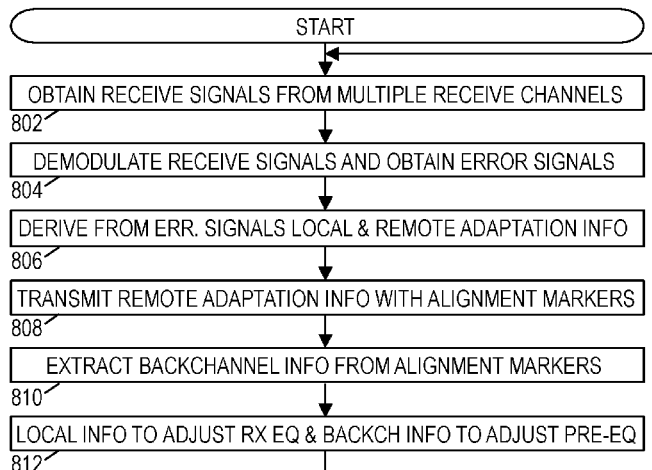 START
OBTAIN RECEIVE SIGNALS FROM MULTIPLE RECEIVE CHANNELS
802
DEMODULATE RECEIVE SIGNALS AND OBTAIN ERROR SIGNALS
804
DERIVE FROM ERR. SIGNALS LOCAL & REMOTE ADAPTATION INFO
806
TRANSMIT REMOTE ADAPTATION INFO WITH ALIGNMENT MARKERS
808
EXTRACT BACKCHANNEL INFO FROM ALIGNMENT MARKERS
810
LOCAL INFO TO ADJUST RX EQ & BACKCH INFO TO ADJUST PRE-EQ
812